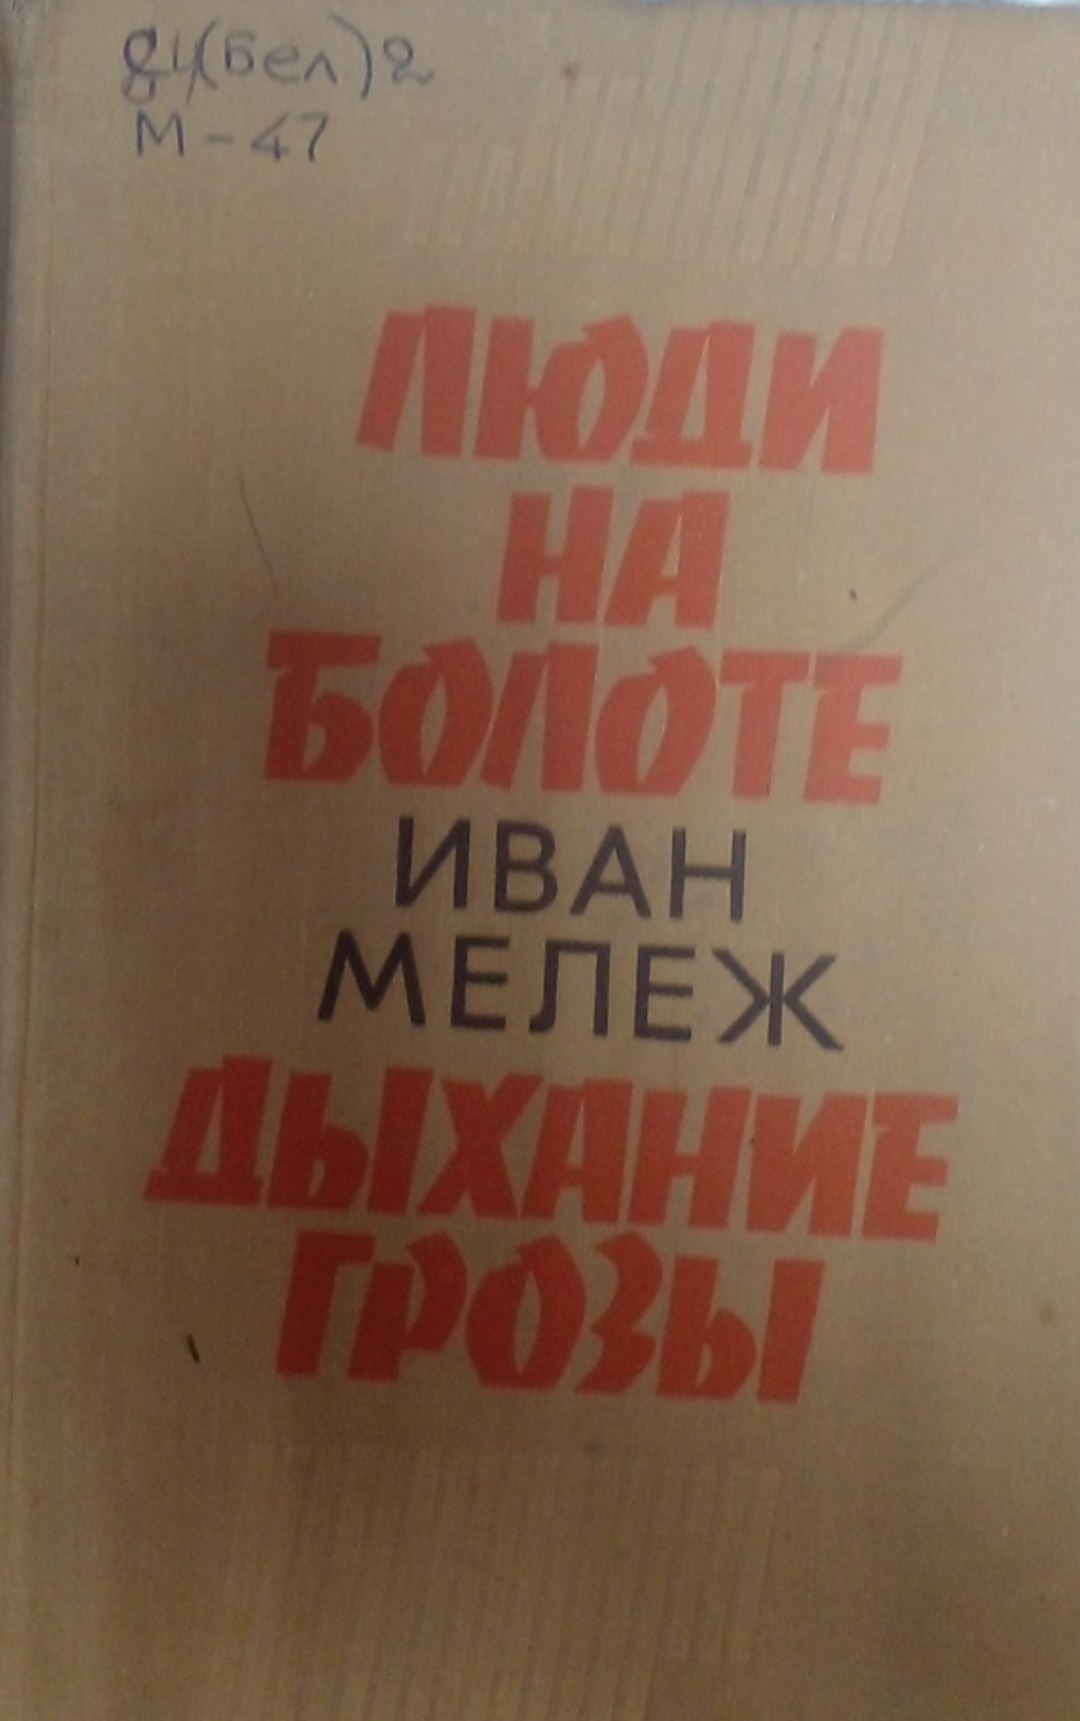 84(Бел)2
М-47
ЛЮДИ
НА
БОЛОТЕ
ИВАН
МЕЛЕЖ
ДЫХАНИЕ
ГРОЗЫ